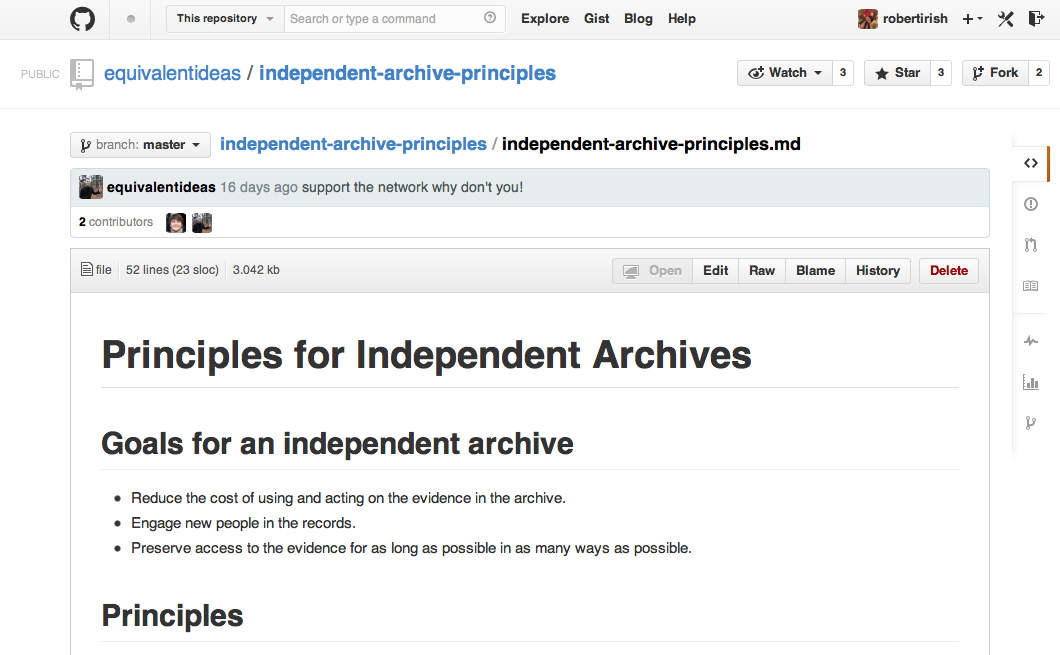 This repository Search or type a command Explore Gist Blog Help robertirish
PUBLIC equivalentideas / independent-archive-principles Watch 3 Star 3 Fork 2
branch: master independent-archive-principles / independent-archive-principles.md
equivalentideas 16 days ago support the network why don't you!
2 contributors
file 52 lines (23 sloc) 3.042 kb Open Edit Raw Blame History Delete
Principles for Independent Archives
Goals for an independent archive
Reduce the cost of using and acting on the evidence in the archive.
Engage new people in the records.
Preserve access to the evidence for as long as possible in as many ways as possible.
Principles